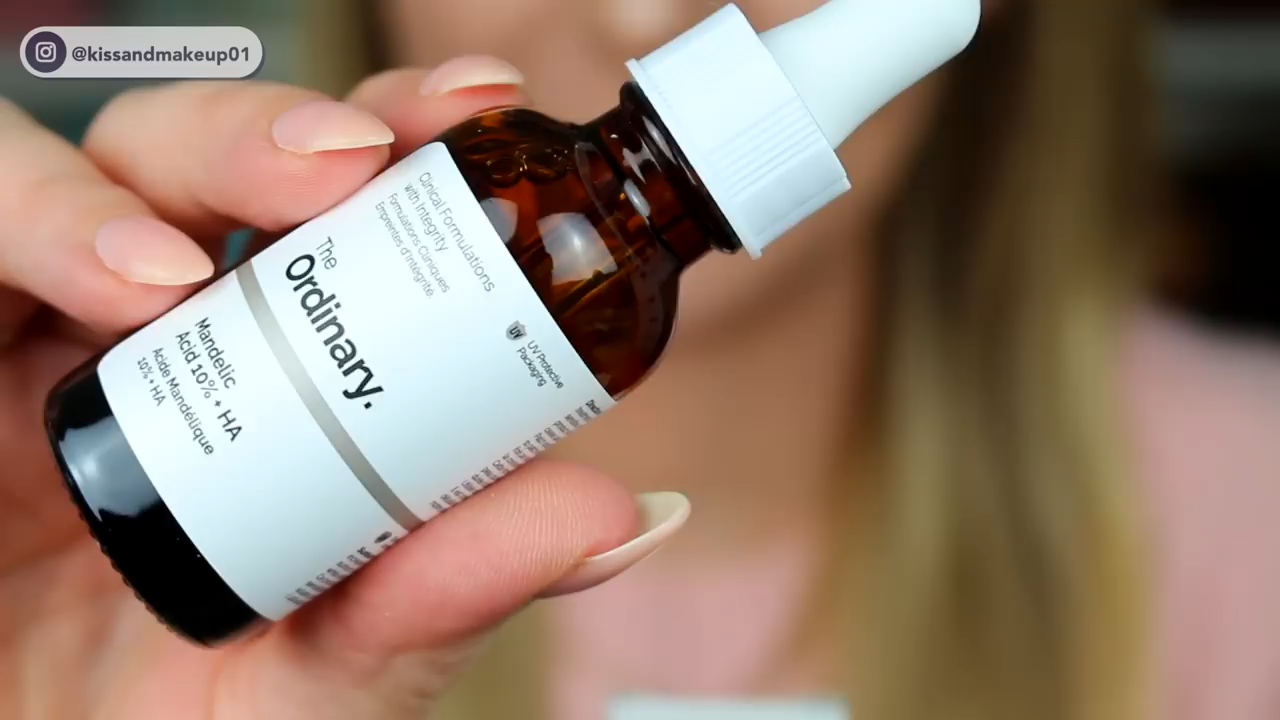 @kissandmakeup01
Clinical Formulations
with Integrity
Formulations Cliniques
Empreintes d'Intégrité.
The
Ordinary.
UV
UV Protective
Packaging
Mandelic
Acid 10% + HA
Acide Mandélique
10% + HA